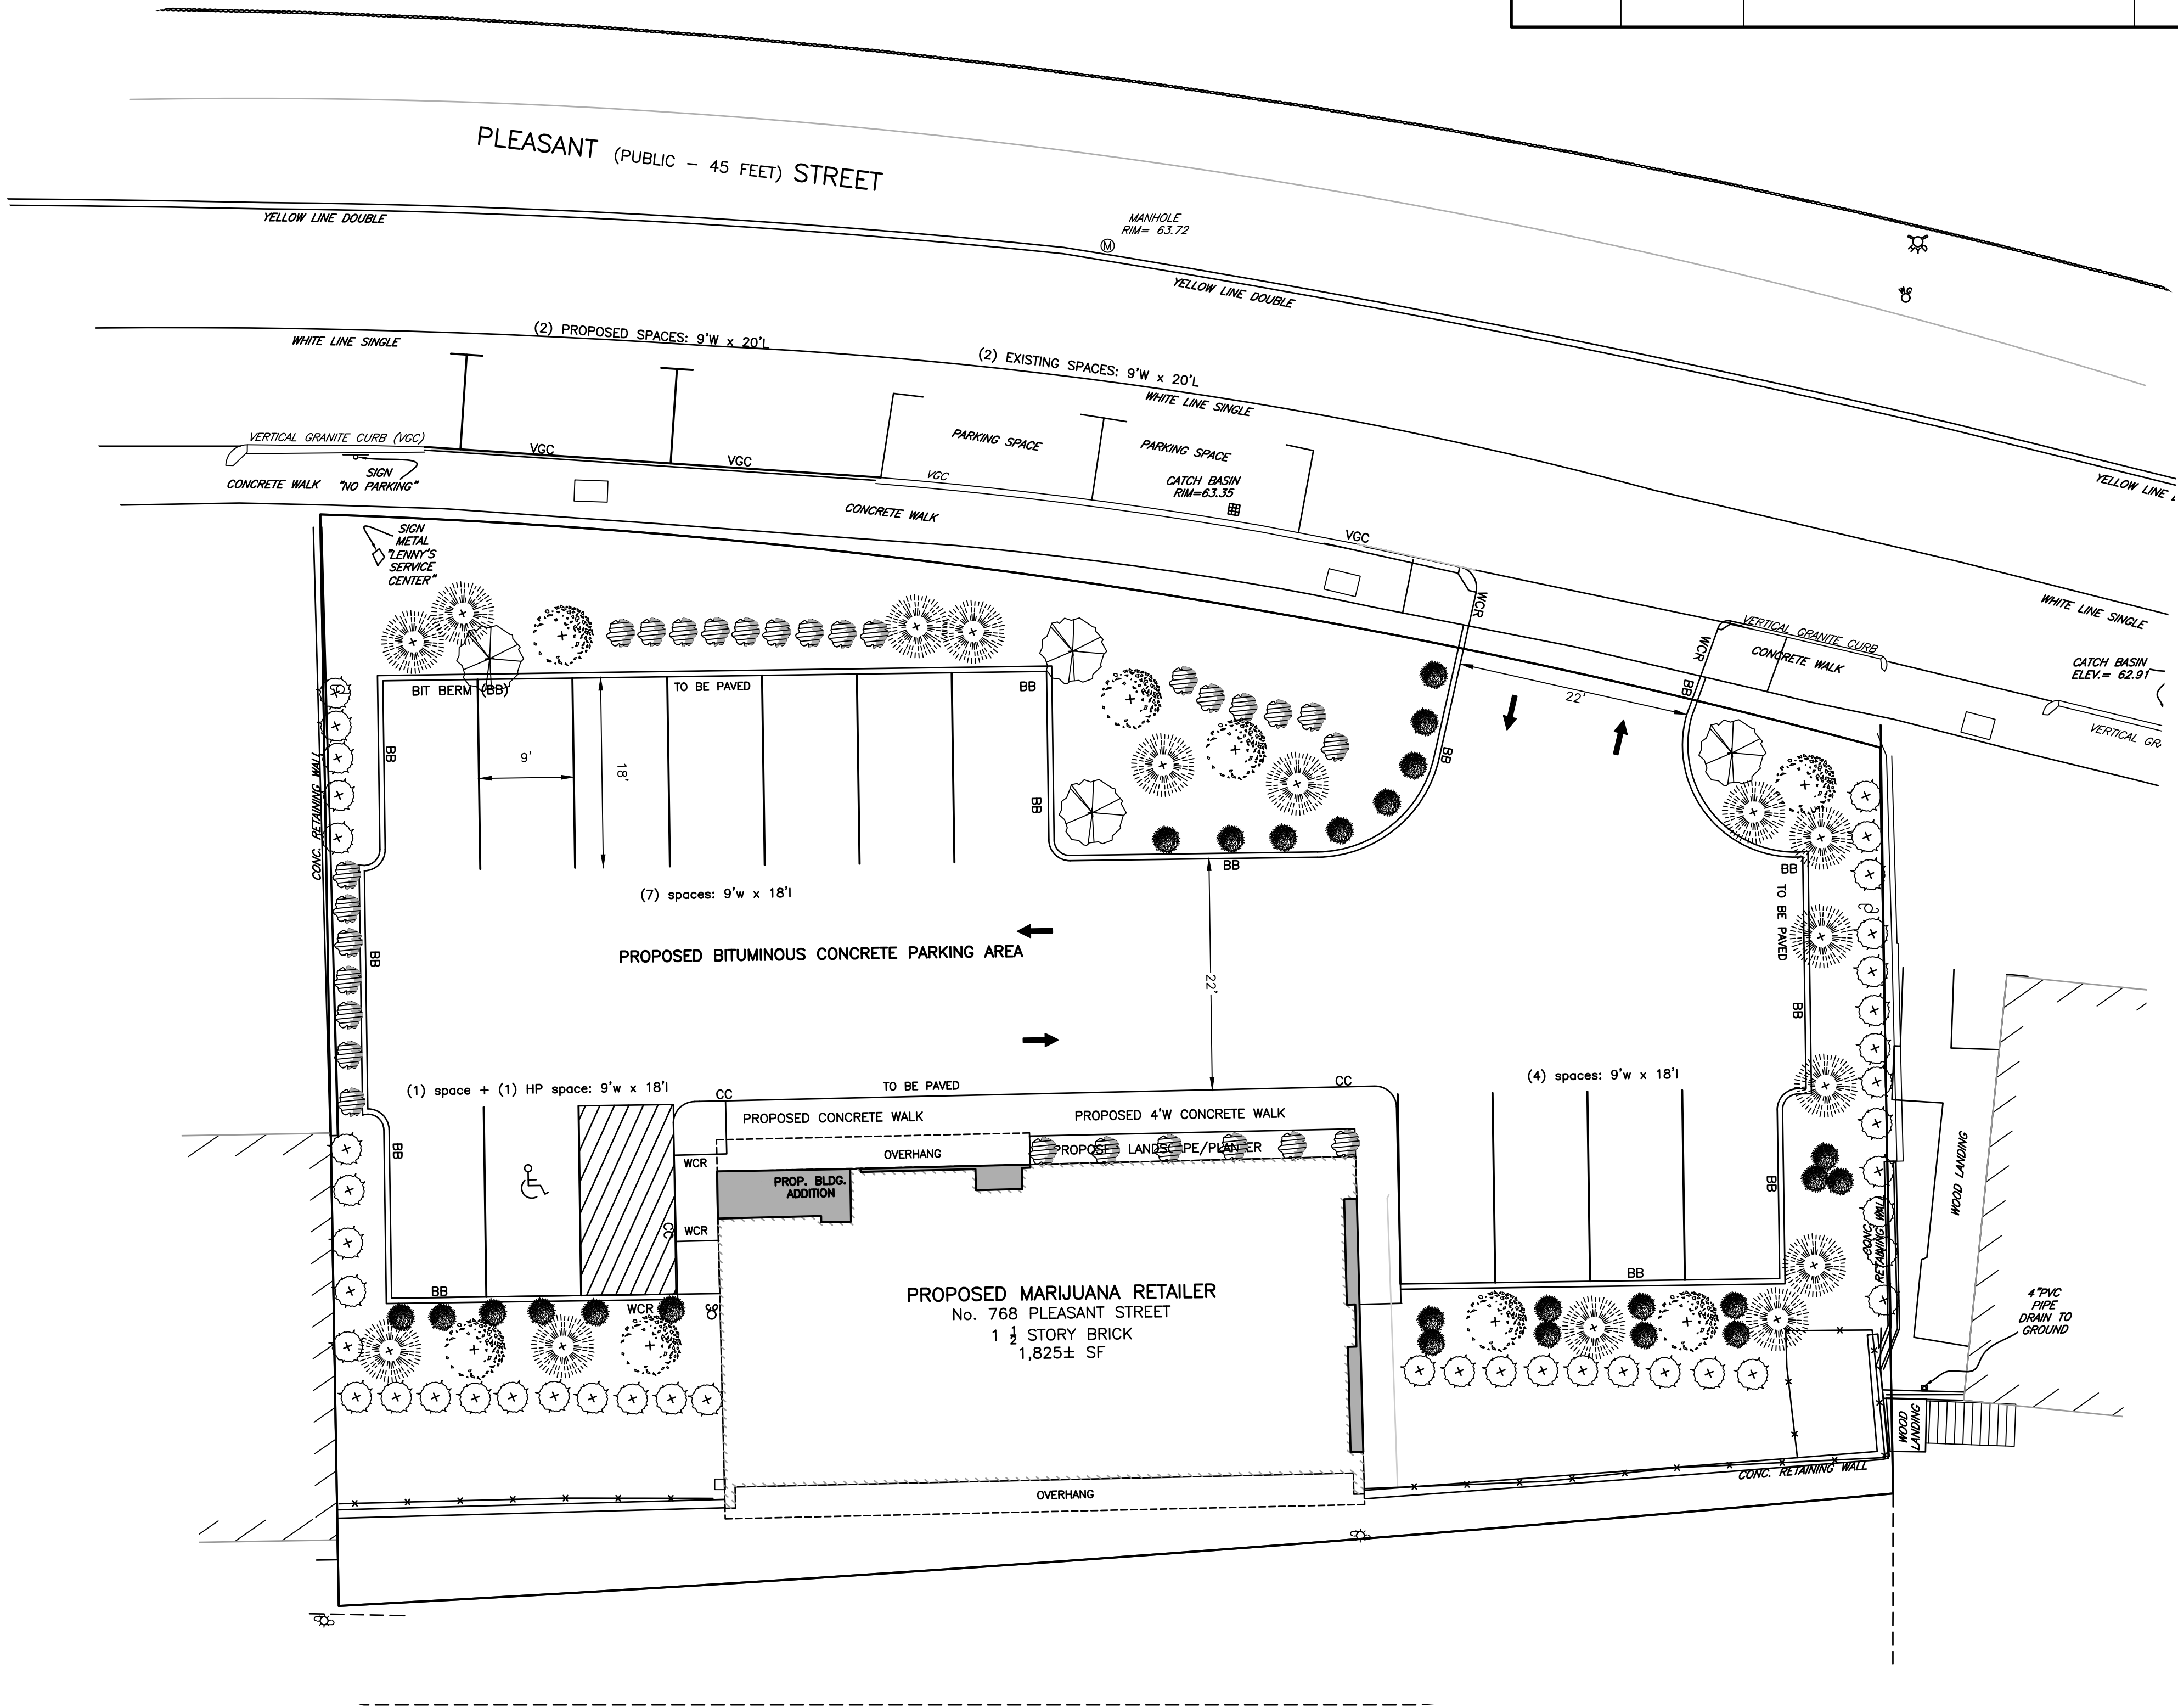 PLEASANT (PUBLIC - 45 FEET) STREET
YELLOW LINE DOUBLE
MANHOLE
RIM= 63.72
M
YELLOW LINE DOUBLE
(2) PROPOSED SPACES: 9'W x 20'L
WHITE LINE SINGLE
(2) EXISTING SPACES: 9'W x 20'L
WHITE LINE SINGLE
VERTICAL GRANITE CURB (VGC)
VGC
VGC
PARKING SPACE
PARKING SPACE
VGC
CATCH BASIN
RIM=63.35
YELLOW LINE
SIGN
"NO PARKING"
CONCRETE WALK
CONCRETE WALK
VGC
SIGN
METAL
"LENNY'S
SERVICE
CENTER"
WCR
WCR
VERTICAL GRANITE CURB
CONCRETE WALK
WHITE LINE SINGLE
CATCH BASIN
ELEV.= 62.91
VERTICAL
BIT BERM (BB)
TO BE PAVED
BB
BB
22'
CONC. RETAINING WALL
BB
9'
18'
BB
BB
BB
BB
(7) spaces: 9'w x 18'l
TO BE PAVED
PROPOSED BITUMINOUS CONCRETE PARKING AREA
BB
22'
BB
(1) space + (1) HP space: 9'w x 18'l
TO BE PAVED
(4) spaces: 9'w x 18'l
CC
CC
PROPOSED CONCRETE WALK
PROPOSED 4'W CONCRETE WALK
BB
OVERHANG
WCR
PROP. BLDG.
ADDITION
BB
WOOD LANDING
WCR
CC
CONC.
RETAINING WALL
BB
BB
WCR
PROPOSED MARIJUANA RETAILER
No. 768 PLEASANT STREET
1 ½ STORY BRICK
1,825± SF
4"PVC
PIPE
DRAIN TO
GROUND
WOOD
LANDING
CONC. RETAINING WALL
OVERHANG